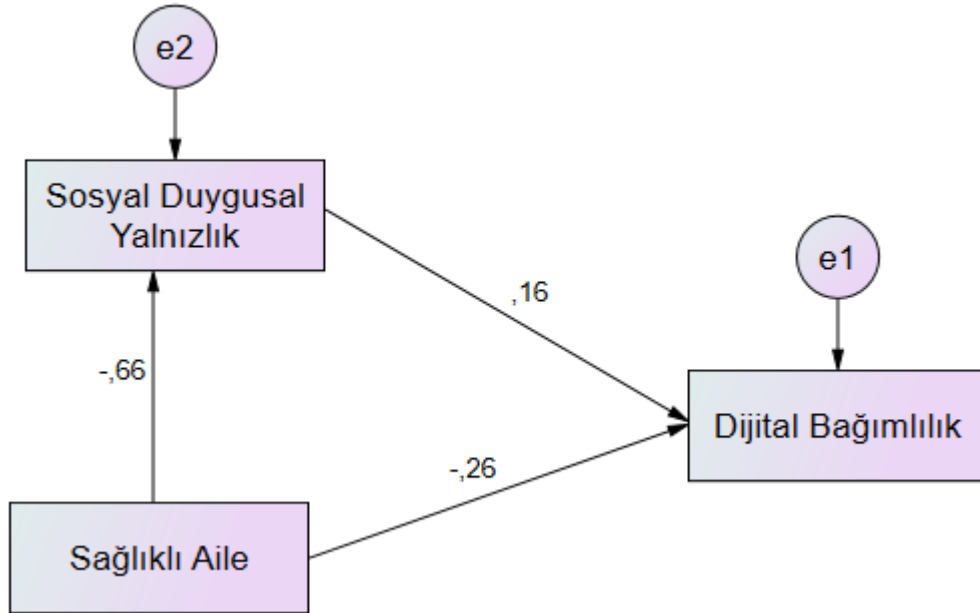 e2
Sosyal Duygusal
Yalnızlık
e1
,16
-,66
Dijital Bağımlılık
-,26
Sağlıklı Aile